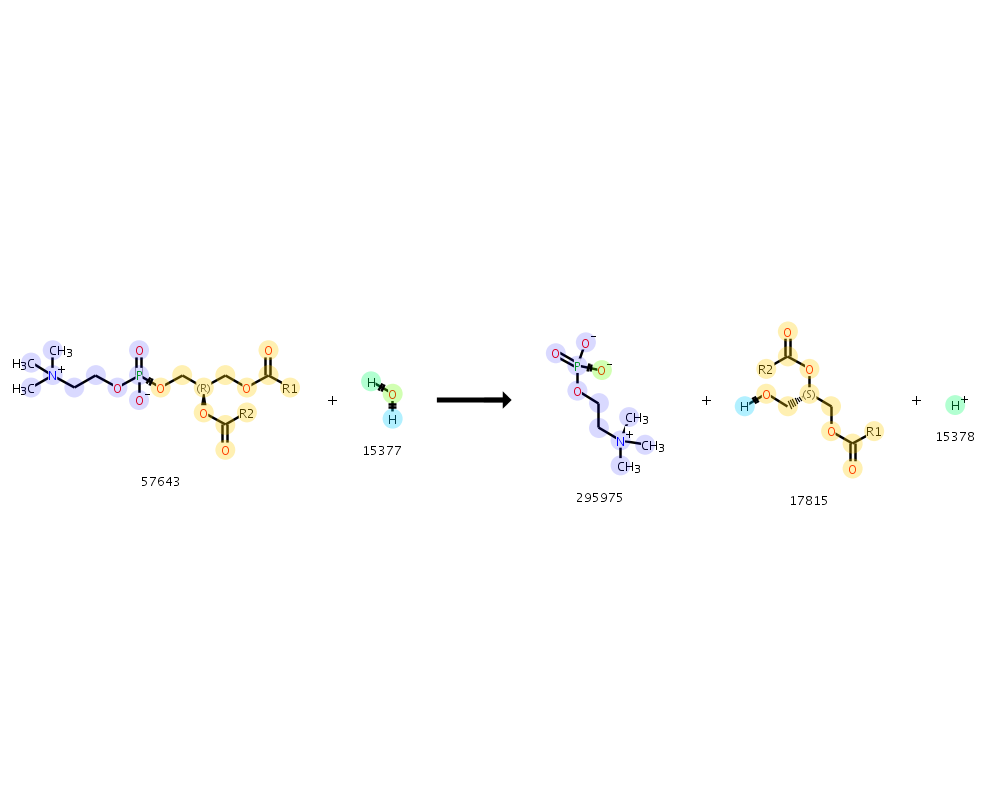 H₃C CH₃ N⁺ H₃C O O P O⁻ O (R) O O O R1 R2 O
57643
+
H O H
15377
O O⁻ P O⁻ O CH₃ N⁺ CH₃ CH₃
295975
+
O R2 O H O (S) O R1 O
17815
+
H⁺
15378